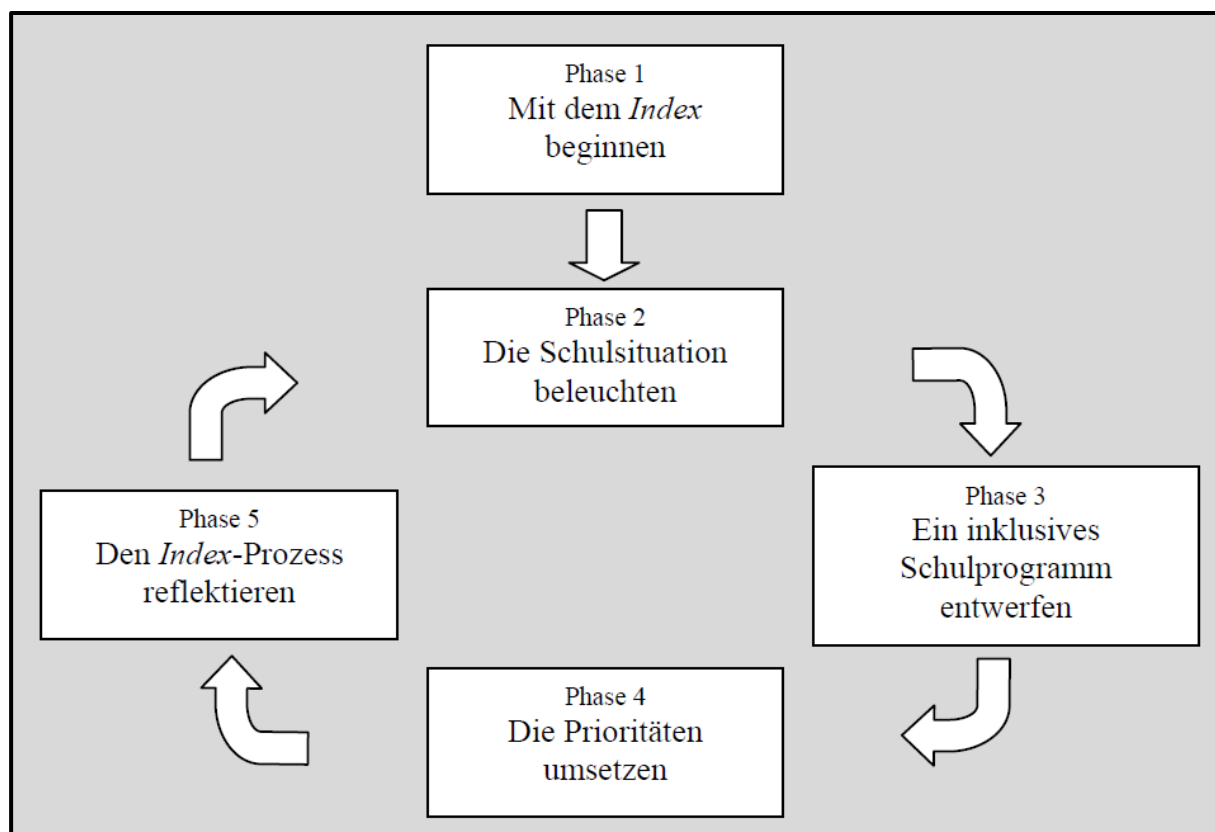 Phase 1
Mit dem Index
beginnen
Phase 2
Die Schulsituation
beleuchten
Phase 3
Ein inklusives
Schulprogramm
entwerfen
Phase 4
Die Prioritäten
umsetzen
Phase 5
Den Index-Prozess
reflektieren